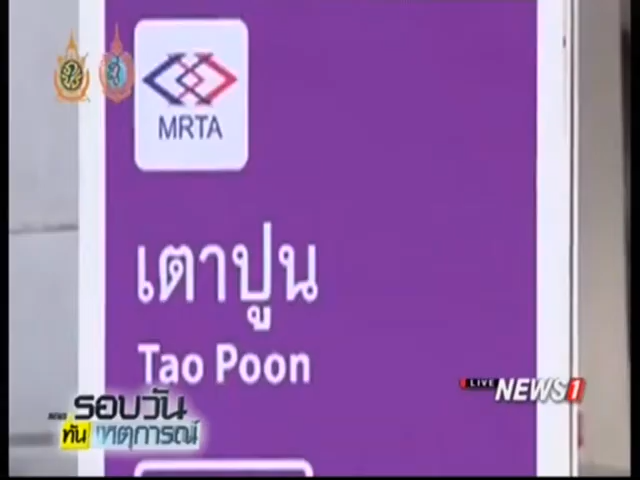 MRTA
เตาปูน
Tao Poon
LIVE NEWS1
รอบวัน
ทันเหตุการณ์